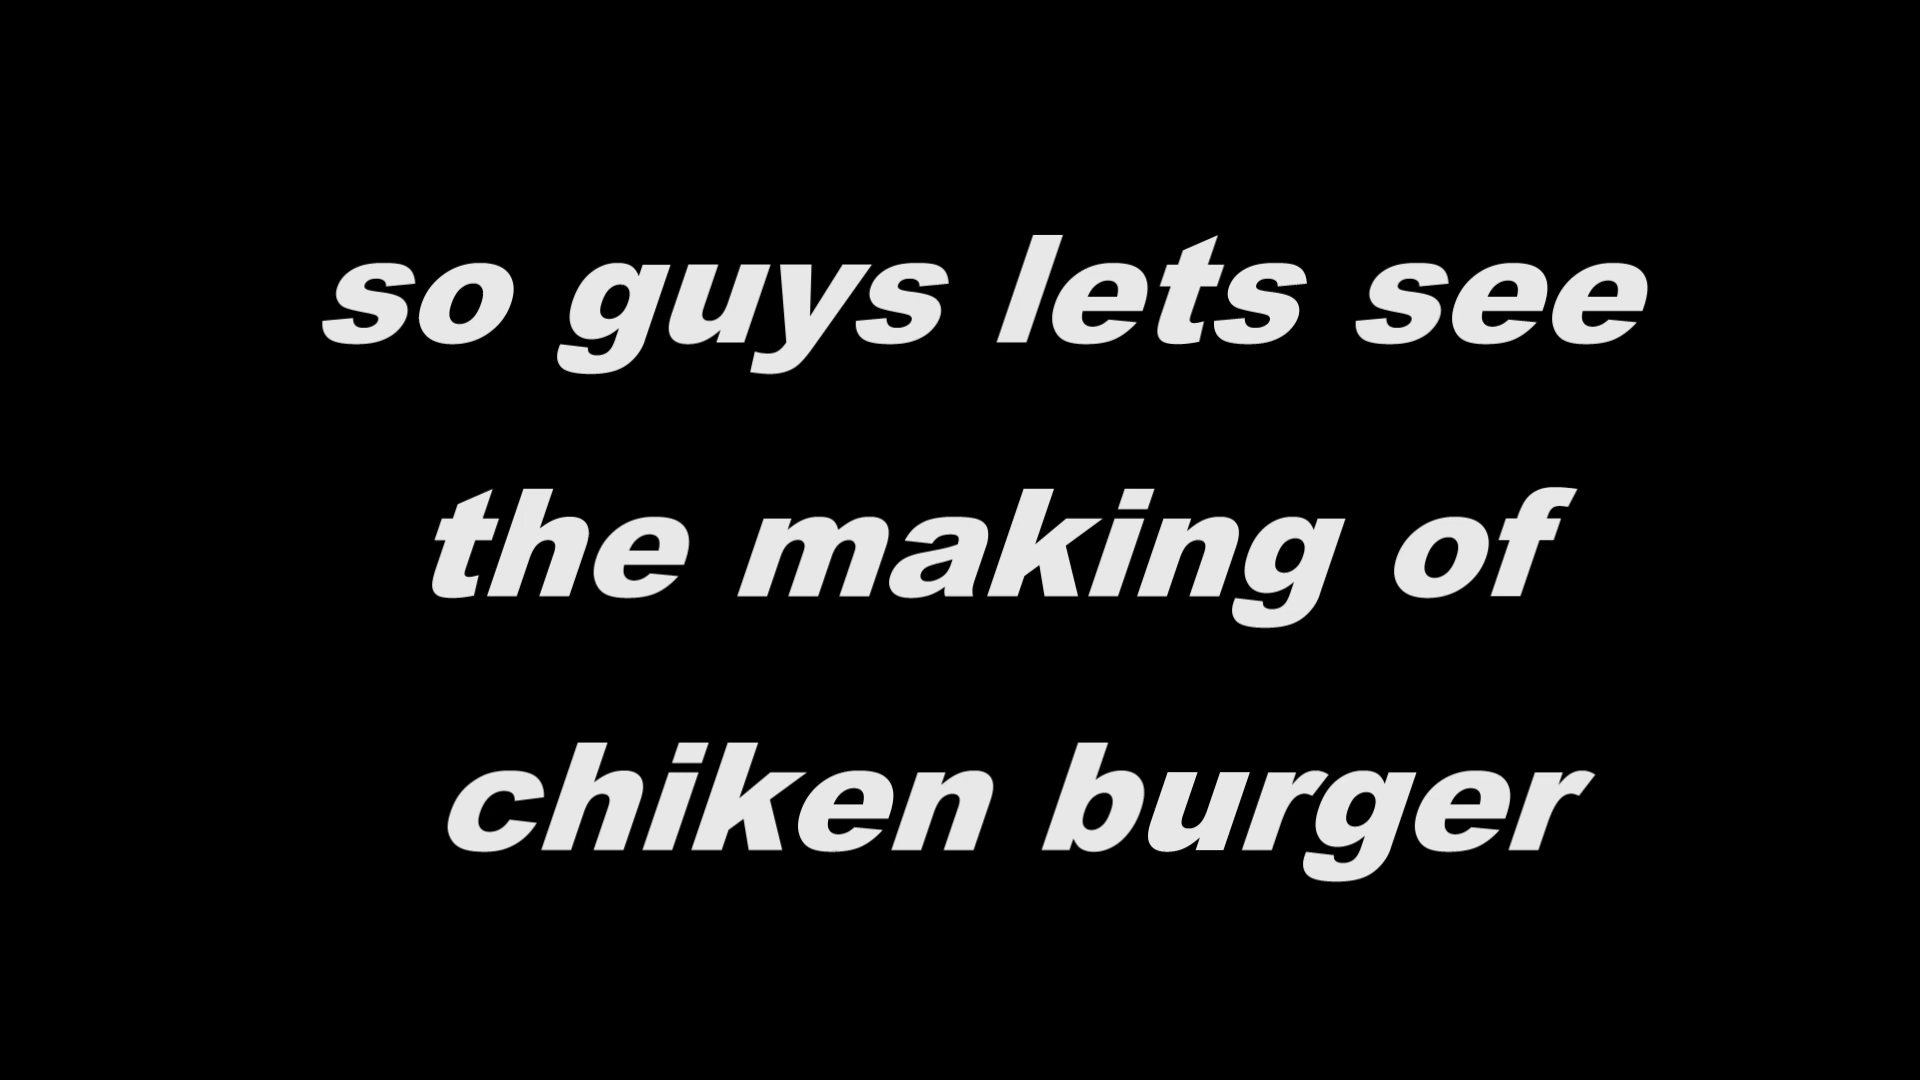 so guys lets see
the making of
chiken burger